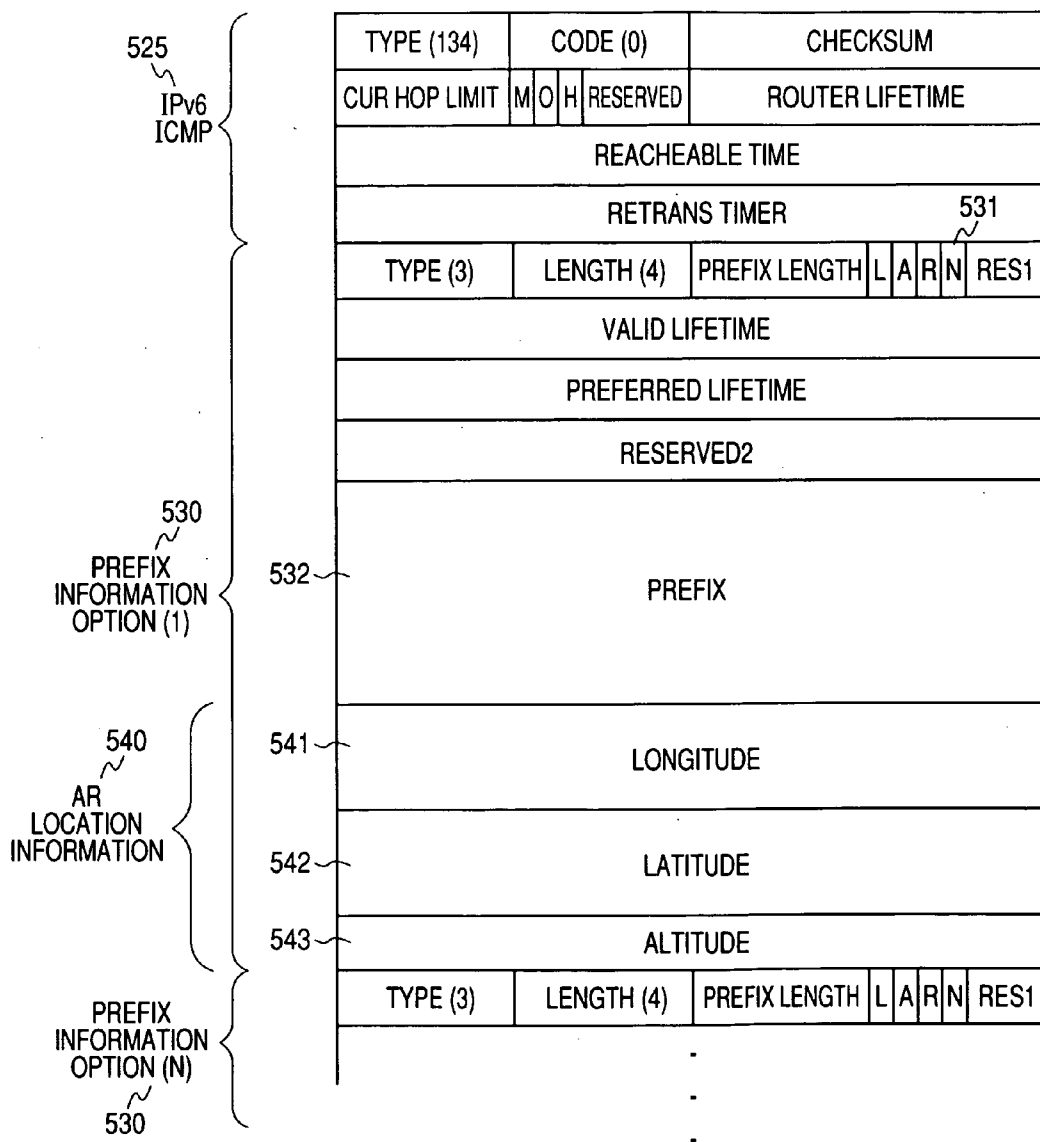 TYPE (134) CODE (0) CHECKSUM
525
IPv6
ICMP
CUR HOP LIMIT M O H RESERVED ROUTER LIFETIME
REACHEABLE TIME
RETRANS TIMER
531
TYPE (3) LENGTH (4) PREFIX LENGTH L A R N RES1
VALID LIFETIME
PREFERRED LIFETIME
RESERVED2
530
PREFIX
INFORMATION
OPTION (1)
532
PREFIX
540
AR
LOCATION
INFORMATION
541
LONGITUDE
542
LATITUDE
543
ALTITUDE
TYPE (3) LENGTH (4) PREFIX LENGTH L A R N RES1
PREFIX
INFORMATION
OPTION (N)
530